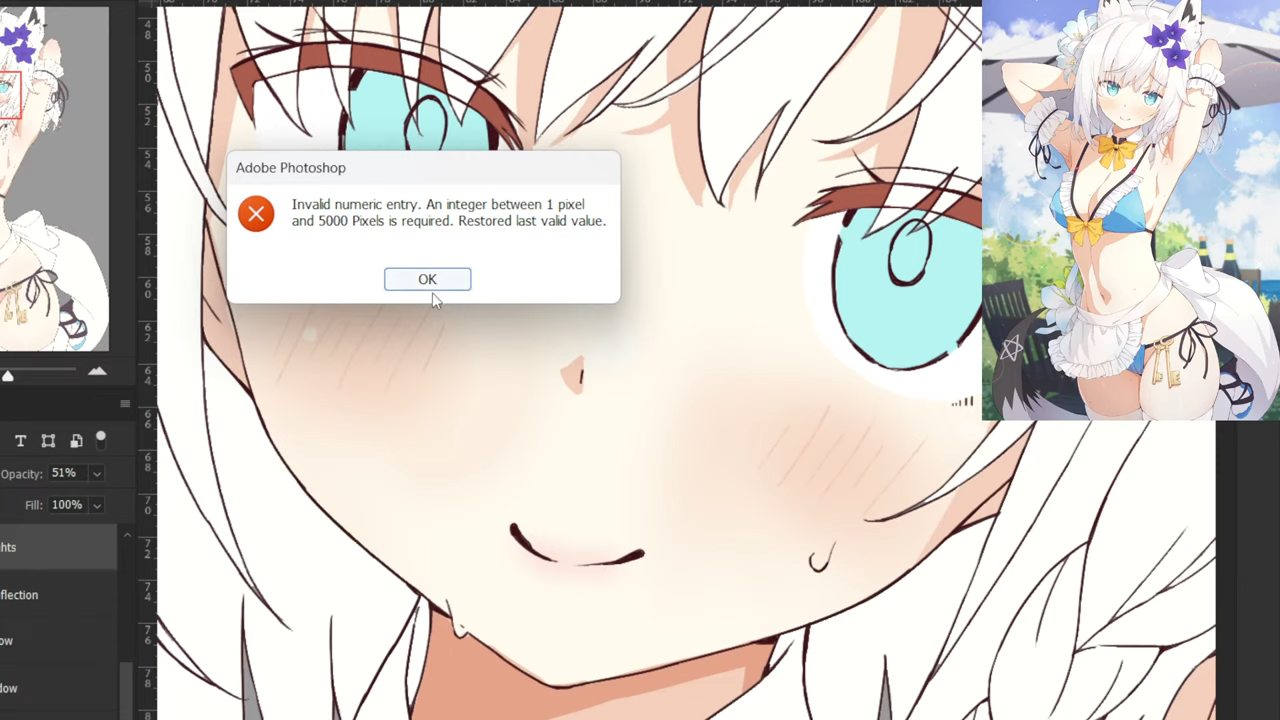 Adobe Photoshop
Invalid numeric entry. An integer between 1 pixel
and 5000 Pixels is required. Restored last valid value.
OK
T
Opacity: 51%
Fill: 100%
hts
flection
ow
dow